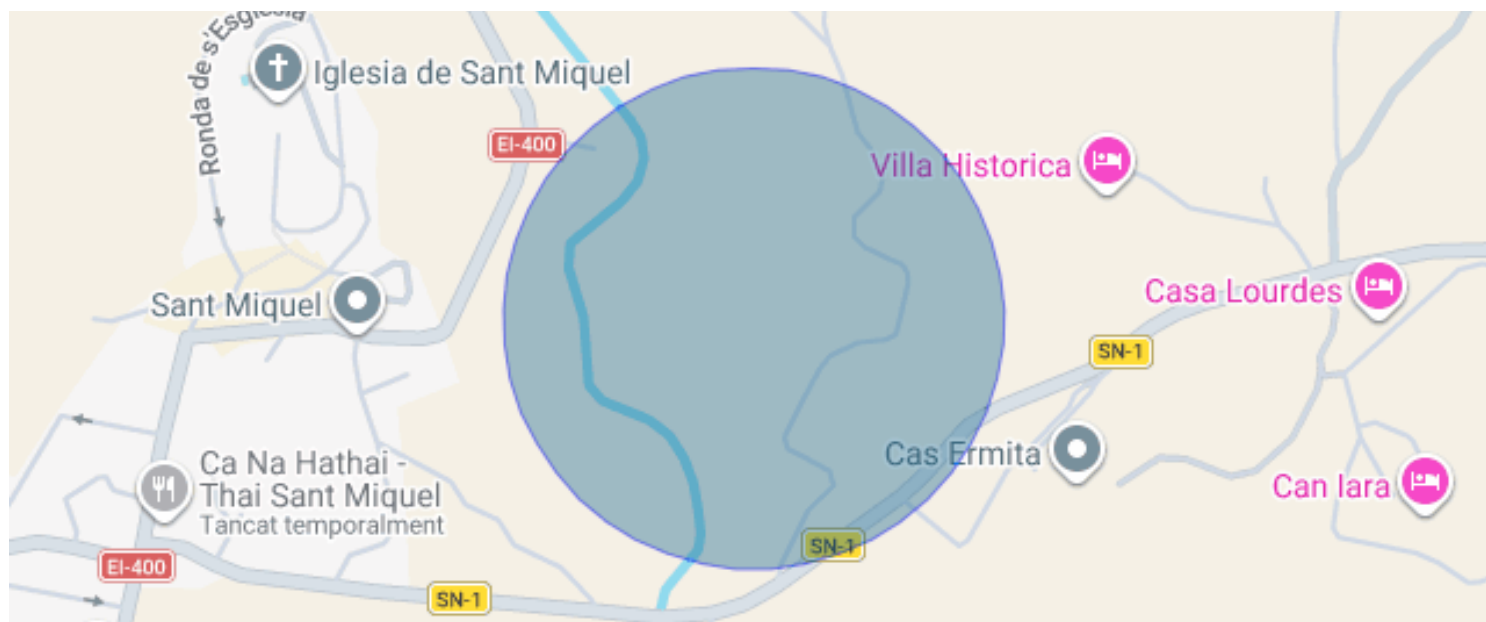 Ronda de s'Església
Iglesia de Sant Miquel
EI-400
Villa Historica
Sant Miquel
Casa Lourdes
SN-1
Cas Ermita
Ca Na Hathai -
Thai Sant Miquel
Tancat temporalment
Can Iara
SN-1
EI-400
SN-1